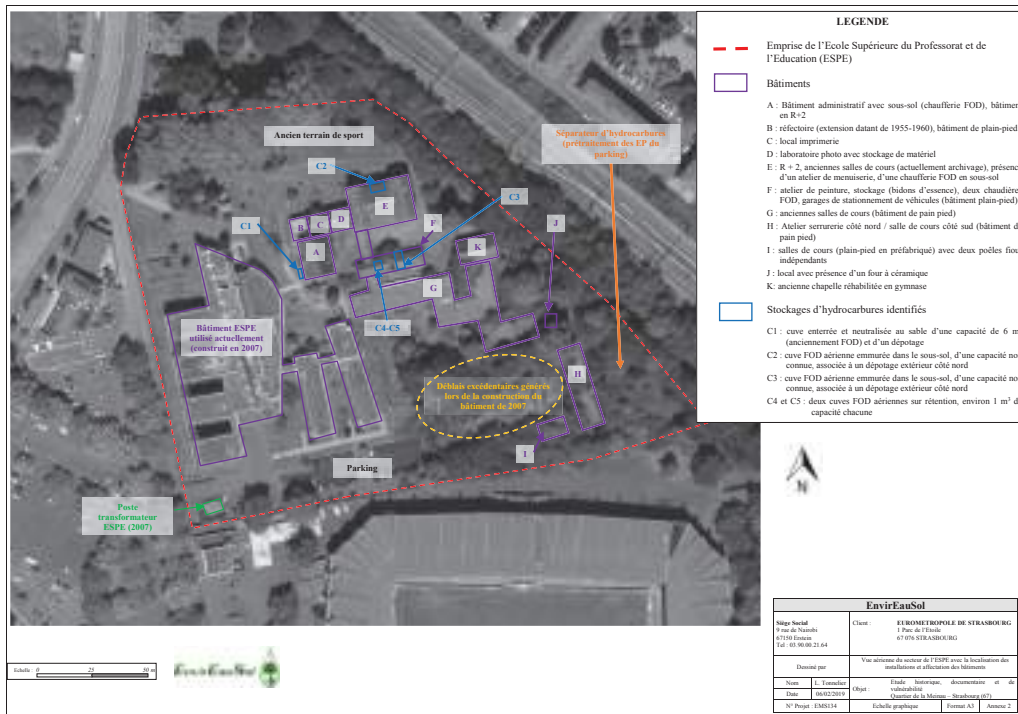 Ancien terrain de sport
Séparateur d'hydrocarbures
(prétraitement des EP du
parking)
C2
C3
E
D
C
B
F
J
C1
A
K
G
C4-C5
Bâtiment ESPE
utilisé actuellement
(construit en 2007)
H
Déblais excédentaires générés
lors de la construction du
bâtiment de 2007
I
Parking
Poste
transformateur
ESPE (2007)
LEGENDE
Emprise de l'Ecole Supérieure du Professorat et de
l'Education (ESPE)
Bâtiments
A : Bâtiment administratif avec sous-sol (chaufferie FOD), bâtimen
en R+2
B : réfectoire (extension datant de 1955-1960), bâtiment de plain-pied
C : local imprimerie
D : laboratoire photo avec stockage de matériel
E : R + 2, anciennes salles de cours (actuellement archivage), présenc
d'un atelier de menuiserie, d'une chaufferie FOD en sous-sol
F : atelier de peinture, stockage (bidons d'essence), deux chaudière
FOD, garages de stationnement de véhicules (bâtiment plain-pied)
G : anciennes salles de cours (bâtiment de pain pied)
H : Atelier serrurerie côté nord / salle de cours côté sud (bâtiment d
pain pied)
I : salles de cours (plain-pied en préfabriqué) avec deux poêles fiou
indépendants
J : local avec présence d'un four à céramique
K: ancienne chapelle réhabilitée en gymnase
Stockages d'hydrocarbures identifiés
C1 : cuve enterrée et neutralisée au sable d'une capacité de 6 m
(anciennement FOD) et d'un dépotage
C2 : cuve FOD aérienne emmurée dans le sous-sol, d'une capacité no
connue, associée à un dépotage extérieur côté nord
C3 : cuve FOD aérienne emmurée dans le sous-sol, d'une capacité no
connue, associée à un dépotage extérieur côté nord
C4 et C5 : deux cuves FOD aériennes sur rétention, environ 1 m³ d
capacité chacune
N
Echelle : 0 25 50 m
EnvirEauSol
EnvirEauSol
Siège Social
9 rue de Nairobi
67150 Erstein
Tel : 03.90.00.21.64
Client : EUROMETROPOLE DE STRASBOURG
1 Parc de l'Etoile
67 076 STRASBOURG
Dessiné par
Vue aérienne du secteur de l'ESPE avec la localisation des
installations et affectation des bâtiments
Nom L. Tonnelier
Date 06/02/2019
Objet : Etude historique, documentaire et de
vulnérabilité
Quartier de la Meinau – Strasbourg (67)
N° Projet : EMS134 Echelle graphique Format A3 Annexe 2